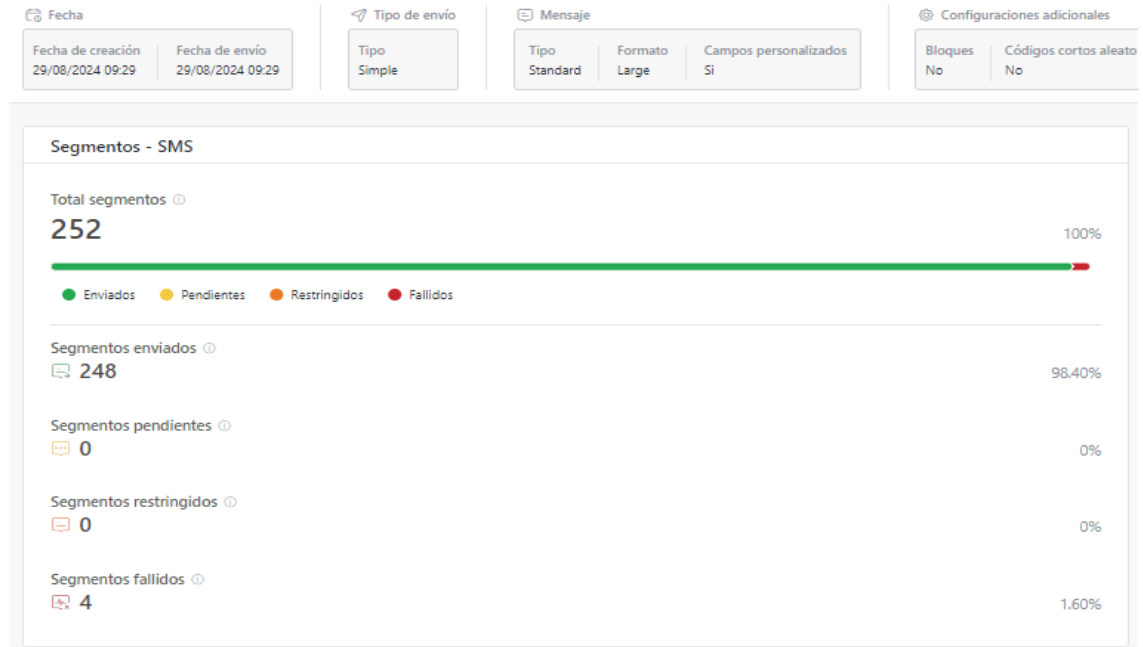 Fecha
Tipo de envío
Mensaje
Configuraciones adicionales
Fecha de creación
Fecha de envío
Tipo
Tipo
Formato
Campos personalizados
Bloques
Códigos cortos aleato
29/08/2024 09:29
29/08/2024 09:29
Simple
Standard
Large
Si
No
No
Segmentos - SMS
Total segmentos
252
100%
Enviados
Pendientes
Restringidos
Fallidos
Segmentos enviados
248
98.40%
Segmentos pendientes
0
0%
Segmentos restringidos
0
0%
Segmentos fallidos
4
1.60%